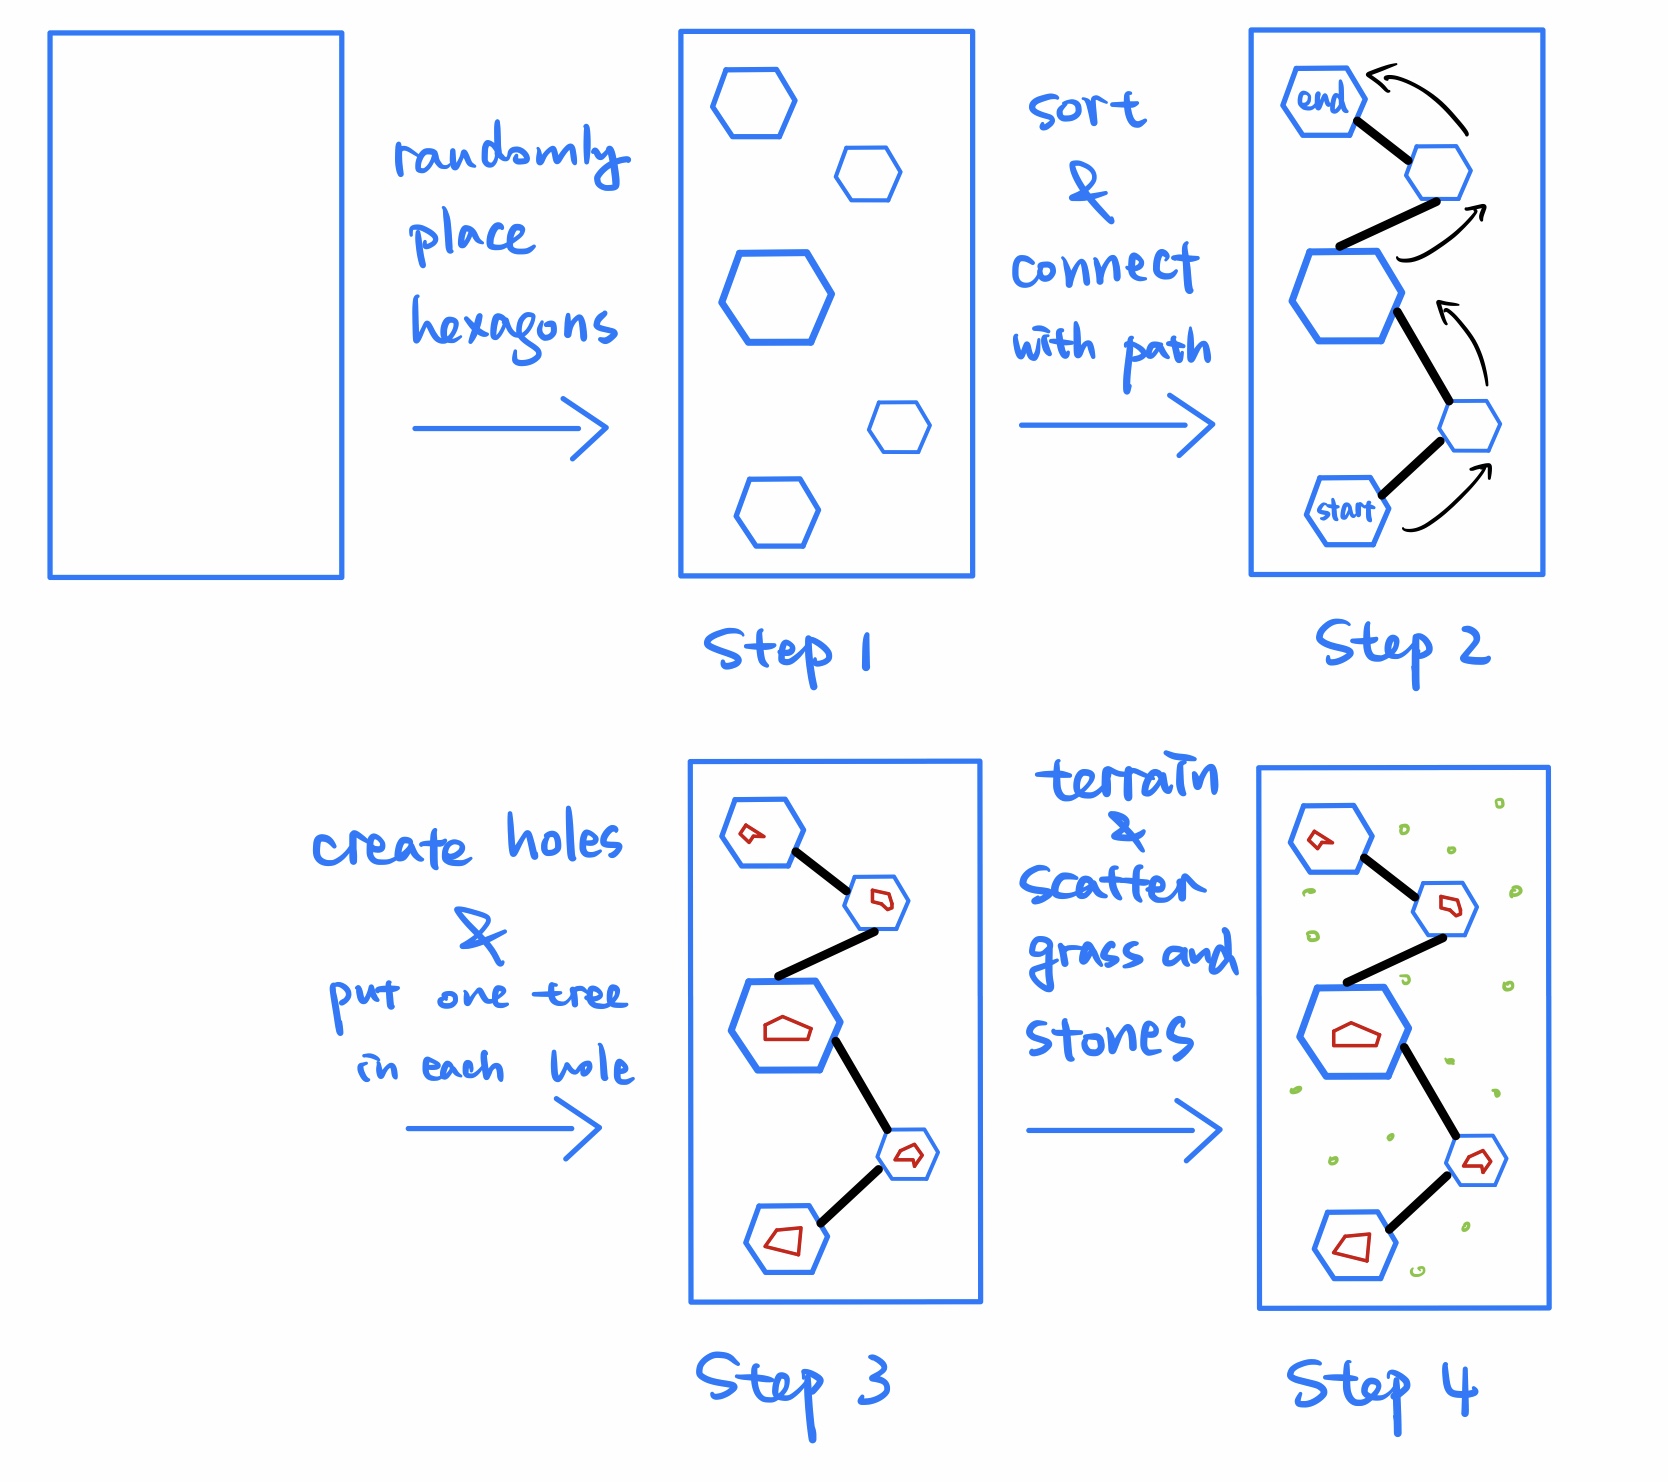 randomly
place
hexagons
sort
&
connect
with path
end
start
Step 1
Step 2
create holes
&
put one tree
in each hole
terrain
&
scatter
grass and
stones
Step 3
Step 4